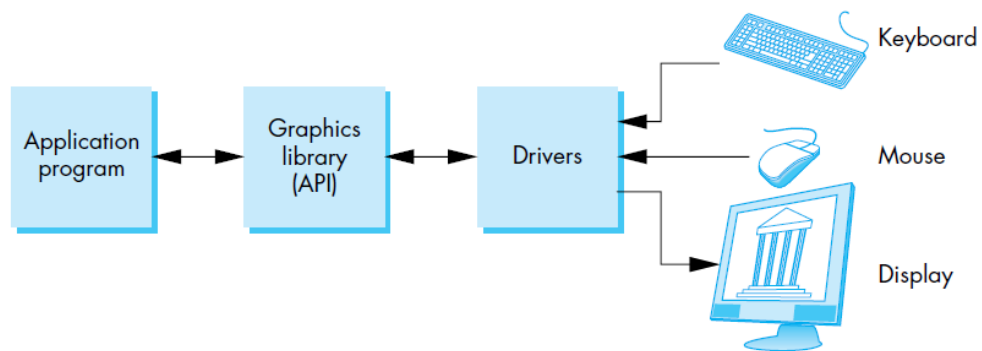 Application
program
Graphics
library
(API)
Drivers
Keyboard
Mouse
Display